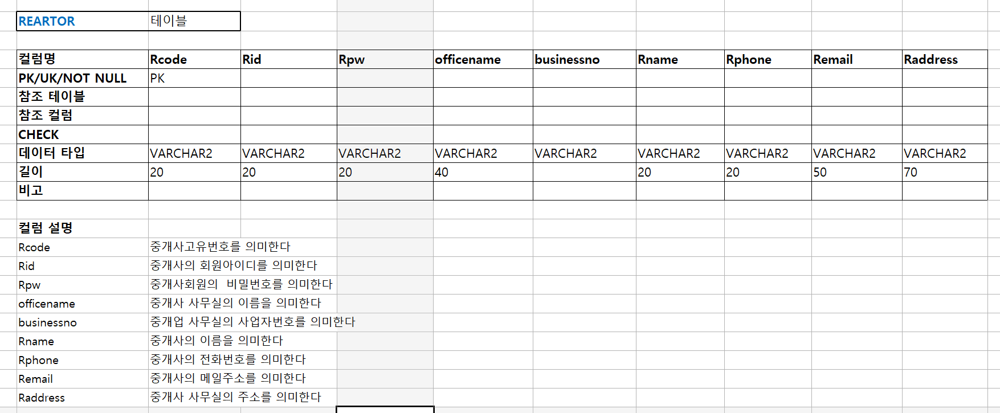 REARTOR 테이블
컬럼명 Rcode Rid Rpw officename businessno Rname Rphone Remail Raddress
PK/UK/NOT NULL PK
참조 테이블
참조 컬럼
CHECK
데이터 타입 VARCHAR2 VARCHAR2 VARCHAR2 VARCHAR2 VARCHAR2 VARCHAR2 VARCHAR2 VARCHAR2 VARCHAR2
길이 20 20 20 40 20 20 50 70
비고
컬럼 설명
Rcode 중개사고유번호를 의미한다
Rid 중개사의 회원아이디를 의미한다
Rpw 중개사회원의  비밀번호를 의미한다
officename 중개사 사무실의 이름을 의미한다
businessno 중개업 사무실의 사업자번호를 의미한다
Rname 중개사의 이름을 의미한다
Rphone 중개사의 전화번호를 의미한다
Remail 중개사의 메일주소를 의미한다
Raddress 중개사 사무실의 주소를 의미한다